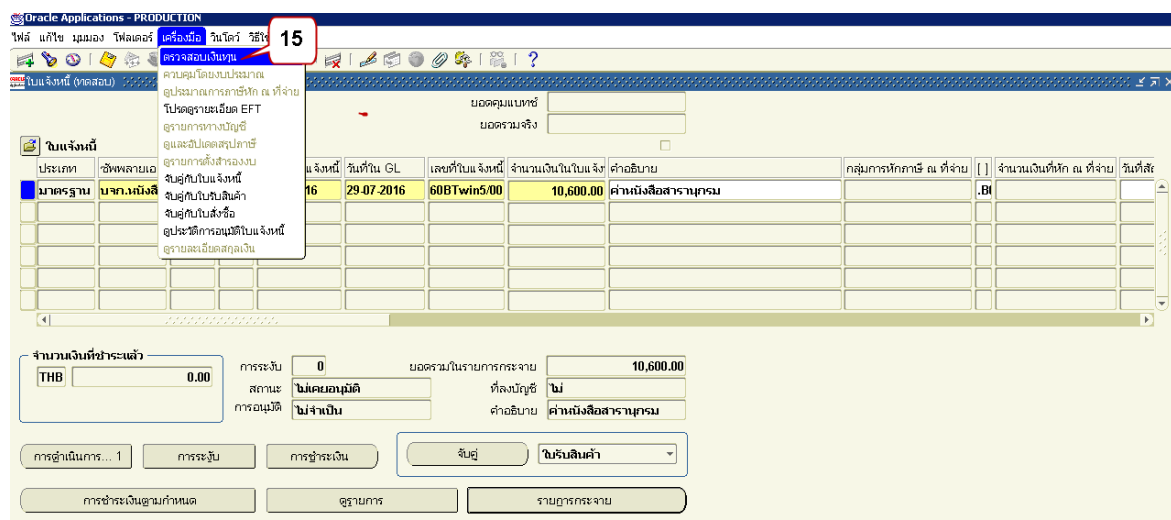 Oracle Applications - PRODUCTION
ไฟล์ แก้ไข มุมมอง โฟลเดอร์ เครื่องมือ วินโดว์ วิธีใช้
15
ตรวจสอบเงินทุน
ควบคุมโดยงบประมาณ
ดูประมาณการภาษีหัก ณ ที่จ่าย
โปรดดูรายะเอียด EFT
ดูรายการทางบัญชี
ดูและอัปเดตสรุปภาษี
ดูรายการตั้งสำรองงบ
จับคู่กับใบแจ้งหนี้
จับคู่กับใบรับสินค้า
จับคู่กับใบสั่งซื้อ
ดูประวัติการอนุมัติใบแจ้งหนี้
ดูรายละเอียดสกุลเงิน
ใบแจ้งหนี้ (ทดสอบ)
ยอดคุมแบทช์
ยอดรวมจริง
ใบแจ้งหนี้
ประเภท ซัพพลายเอ แจ้งหนี้ วันที่ใน GL เลขที่ใบแจ้งหนี้ จำนวนเงินในใบแจ้ง คำอธิบาย กลุ่มการหักภาษี ณ ที่จ่าย [ ] จำนวนเงินที่หัก ณ ที่จ่าย วันที่สั
มาตรฐาน บจก.หนังสื 16 29-07-2016 60BTwin5/00 10,600.00 ค่าหนังสือสารานุกรม
จำนวนเงินที่ชำระแล้ว
THB 0.00
การระงับ 0 ยอดรวมในรายการกระจาย 10,600.00
สถานะ ไม่เคยอนุมัติ ที่ลงบัญชี ไม่
การอนุมัติ ไม่จำเป็น คำอธิบาย ค่าหนังสือสารานุกรม
การดำเนินการ... 1 การระงับ การชำระเงิน จับคู่ ใบรับสินค้า
การชำระเงินตามกำหนด ดูรายการ รายการกระจาย